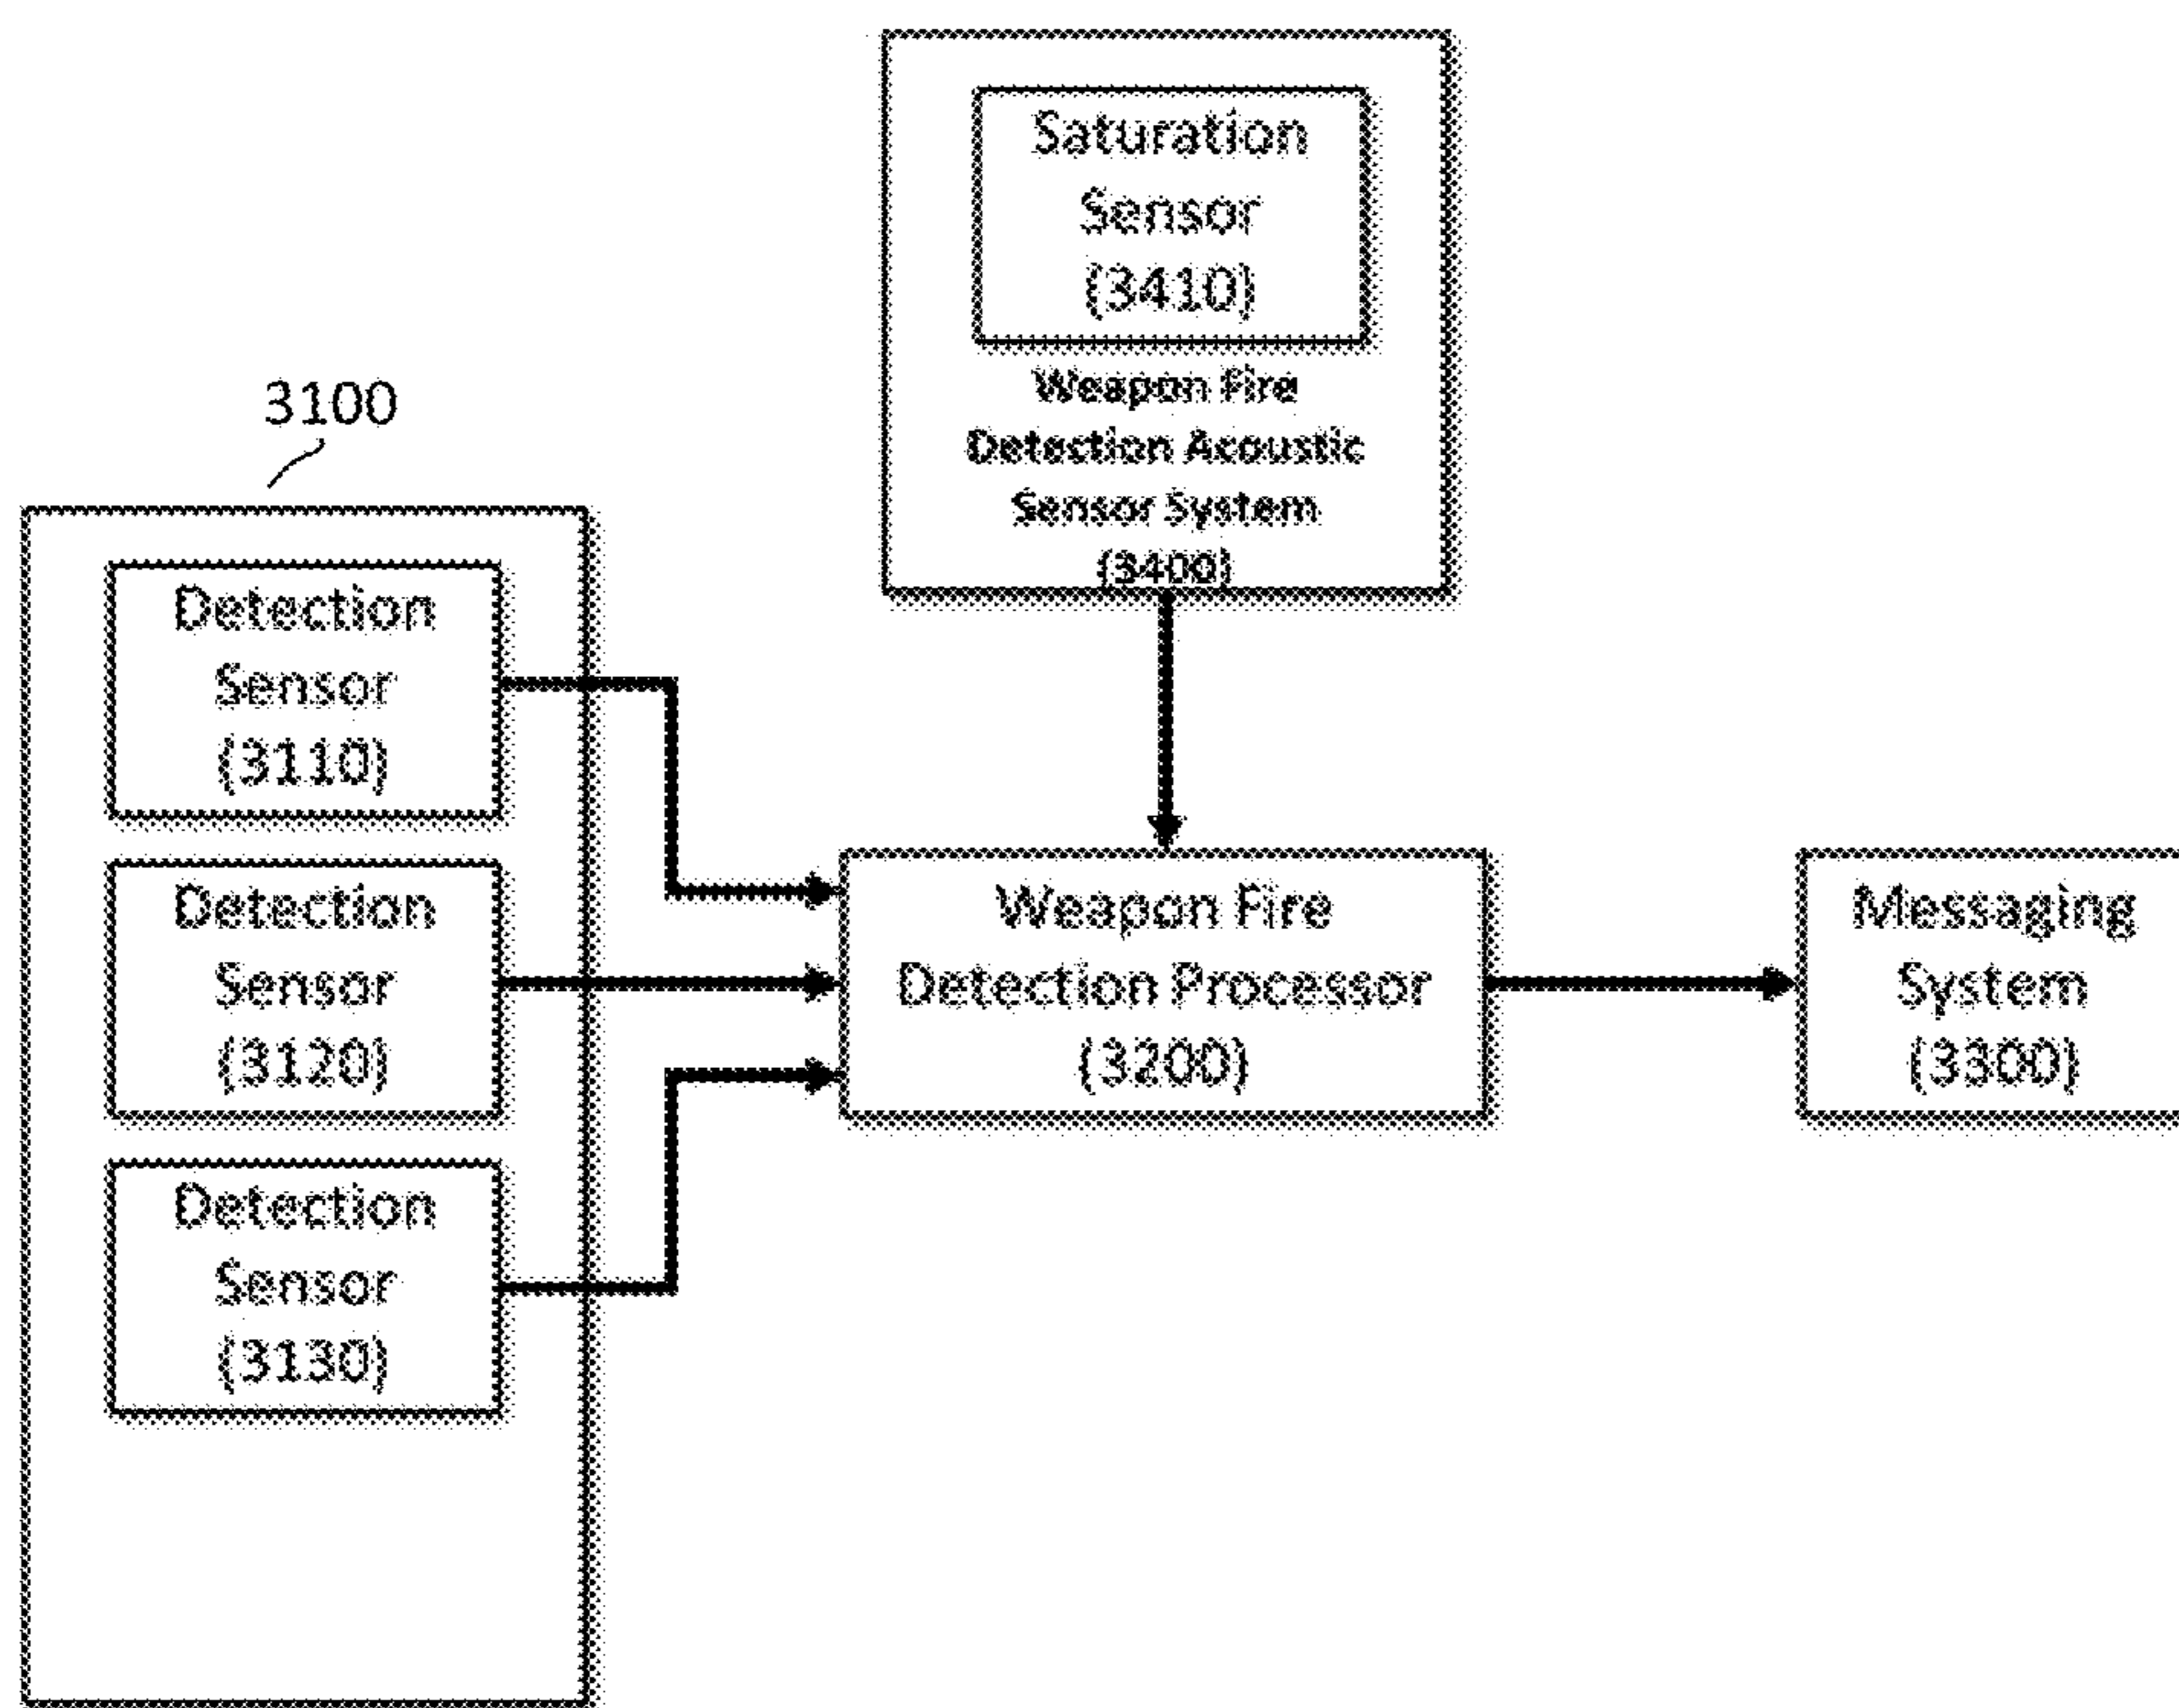 Saturation
Sensor
(3410)
Weapon Fire
Detection Acoustic
Sensor System
(3400)
3100
Detection
Sensor
(3110)
Detection
Sensor
(3120)
Detection
Sensor
(3130)
Weapon Fire
Detection Processor
(3200)
Messaging
System
(3300)